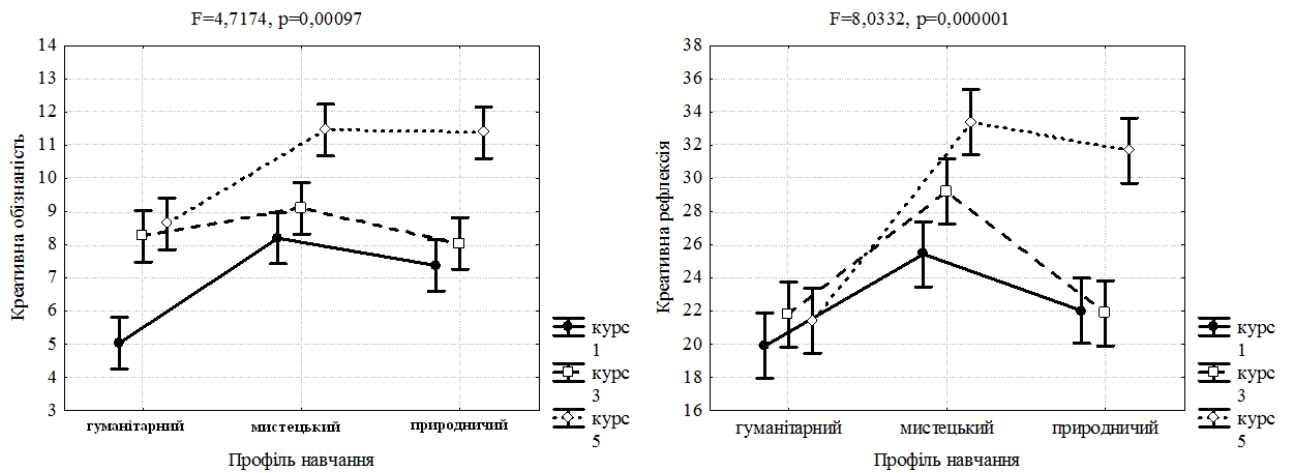 F=4,7174, p=0,00097
Креативна обізнаність
14
13
12
11
10
9
8
7
6
5
4
3
гуманітарний мистецький природничий
Профіль навчання
курс
1
курс
3
курс
5
F=8,0332, p=0,000001
Креативна рефлексія
38
36
34
32
30
28
26
24
22
20
18
16
гуманітарний мистецький природничий
Профіль навчання
курс
1
курс
3
курс
5